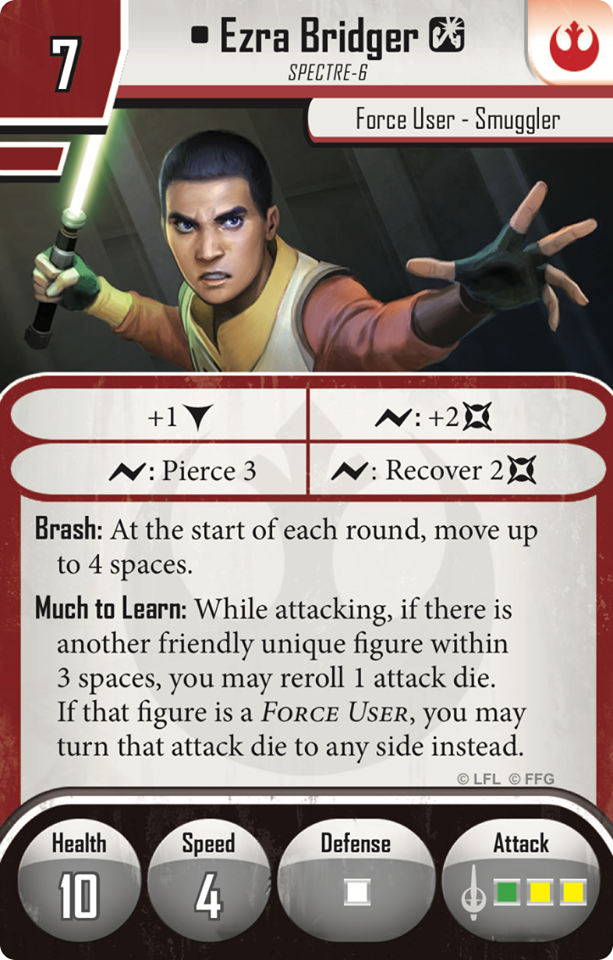 7
Ezra Bridger
SPECTRE-6
Force User - Smuggler
+1
: +2
: Pierce 3
: Recover 2
Brash: At the start of each round, move up
to 4 spaces.
Much to Learn: While attacking, if there is
another friendly unique figure within
3 spaces, you may reroll 1 attack die.
If that figure is a FORCE USER, you may
turn that attack die to any side instead.
© LFL © FFG
Health
Speed
Defense
Attack
10
4